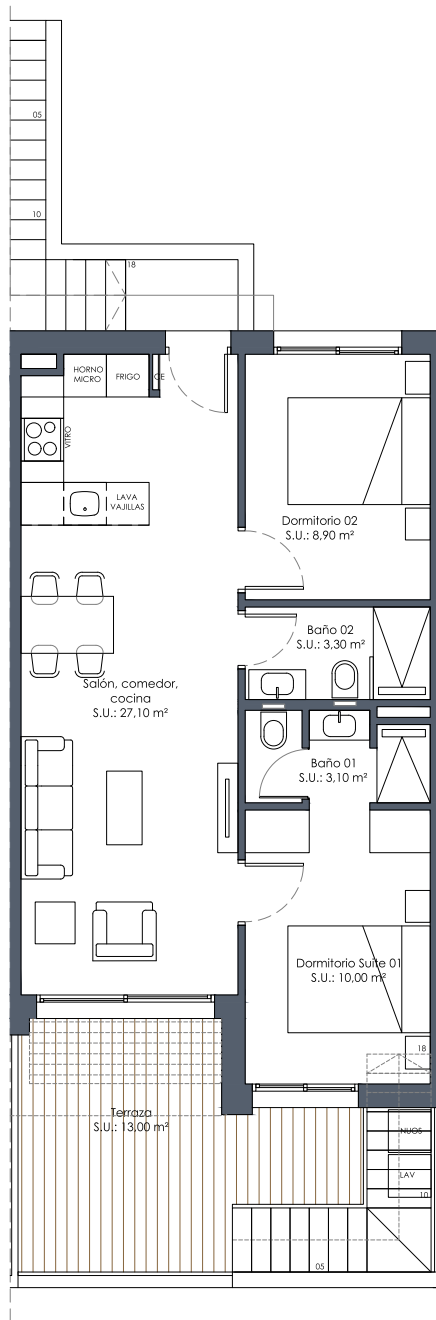 05
10
18
HORNO
MICRO
FRIGO
CE
VITRO
LAVA
VAJILLAS
Dormitorio 02
S.U.: 8,90 m²
Baño 02
S.U.: 3,30 m²
Salón, comedor,
cocina
S.U.: 27,10 m²
Baño 01
S.U.: 3,10 m²
Dormitorio Suite 01
S.U.: 10,00 m²
18
Terraza
S.U.: 13,00 m²
LAV
10
05